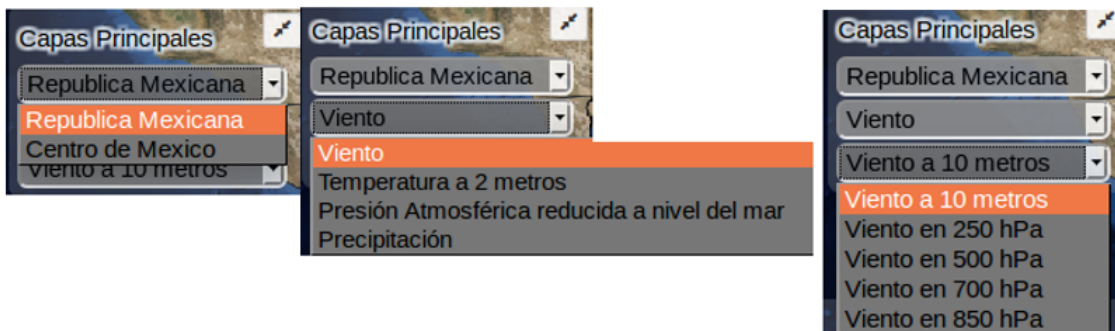 Capas Principales
Republica Mexicana
Republica Mexicana
Centro de Mexico
Viento a 10 metros
Capas Principales
Republica Mexicana
Viento
Viento
Temperatura a 2 metros
Presión Atmosférica reducida a nivel del mar
Precipitación
Capas Principales
Republica Mexicana
Viento
Viento a 10 metros
Viento a 10 metros
Viento en 250 hPa
Viento en 500 hPa
Viento en 700 hPa
Viento en 850 hPa